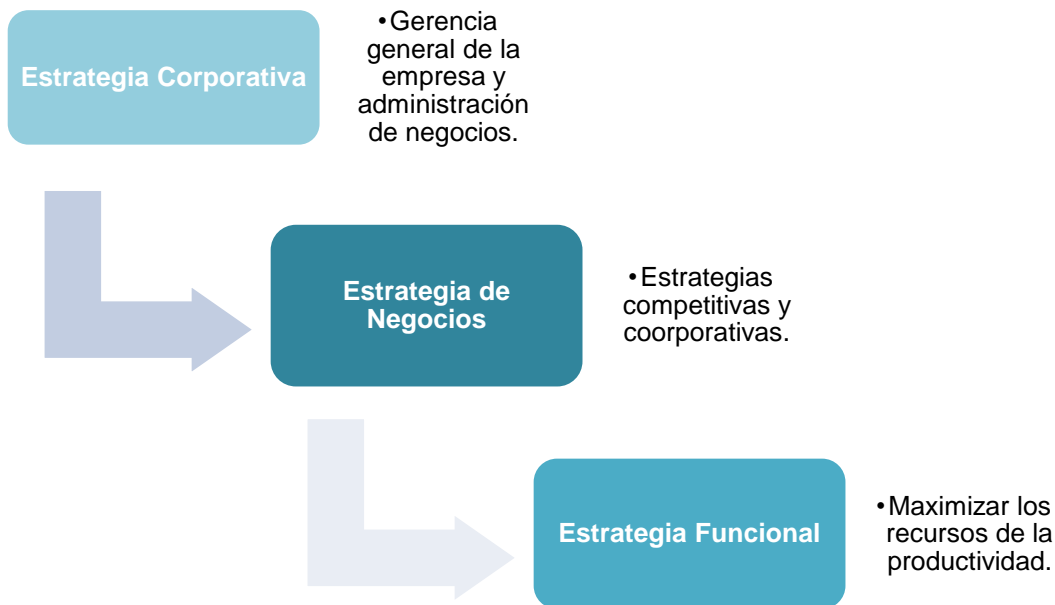 Estrategia Corporativa
•Gerencia
general de la
empresa y
administración
de negocios.
Estrategia de
Negocios
•Estrategias
competitivas y
coorporativas.
Estrategia Funcional
•Maximizar los
recursos de la
productividad.